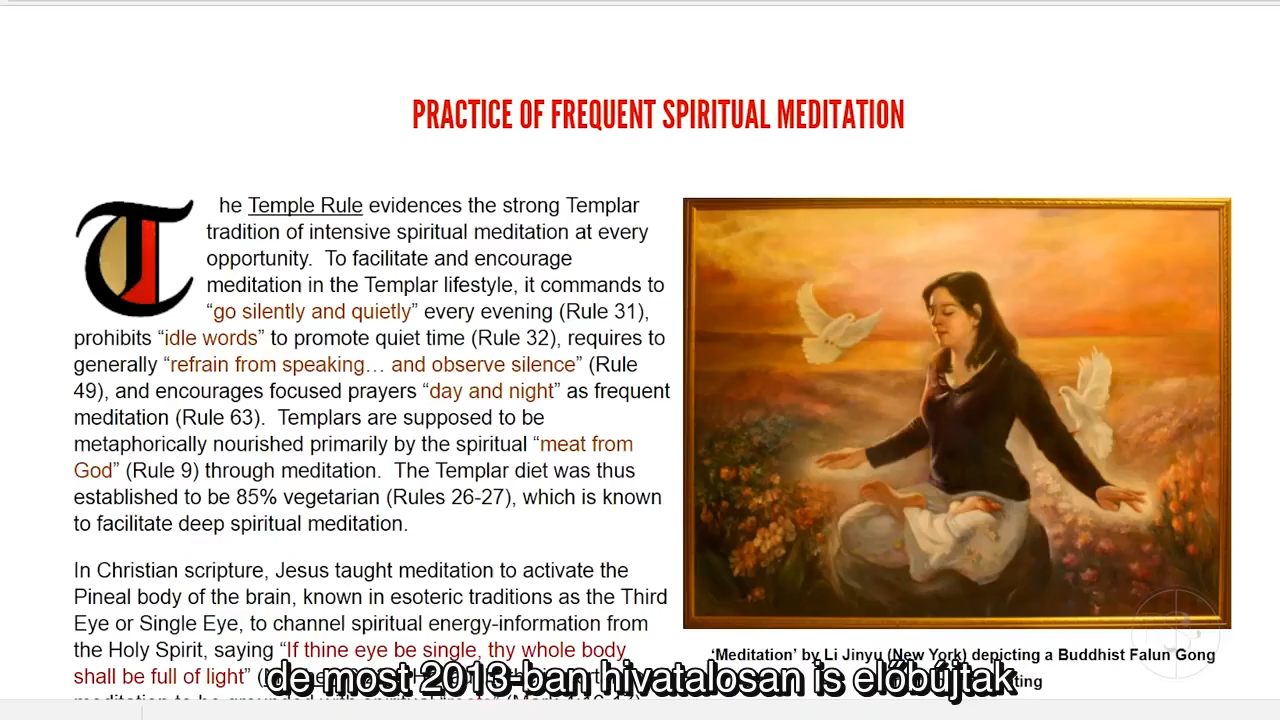 PRACTICE OF FREQUENT SPIRITUAL MEDITATION
The Temple Rule evidences the strong Templar
tradition of intensive spiritual meditation at every
opportunity. To facilitate and encourage
meditation in the Templar lifestyle, it commands to
“go silently and quietly” every evening (Rule 31),
prohibits “idle words” to promote quiet time (Rule 32), requires to
generally “refrain from speaking… and observe silence” (Rule
49), and encourages focused prayers “day and night” as frequent
meditation (Rule 63). Templars are supposed to be
metaphorically nourished primarily by the spiritual “meat from
God” (Rule 9) through meditation. The Templar diet was thus
established to be 85% vegetarian (Rules 26-27), which is known
to facilitate deep spiritual meditation.
In Christian scripture, Jesus taught meditation to activate the
Pineal body of the brain, known in esoteric traditions as the Third
Eye or Single Eye, to channel spiritual energy-information from
the Holy Spirit, saying “If thine eye be single, thy whole body
shall be full of light”
‘Meditation’ by Li Jinyu (New York) depicting a Buddhist Falun Gong
de most 2013-ban hivatalosan is előbújtak